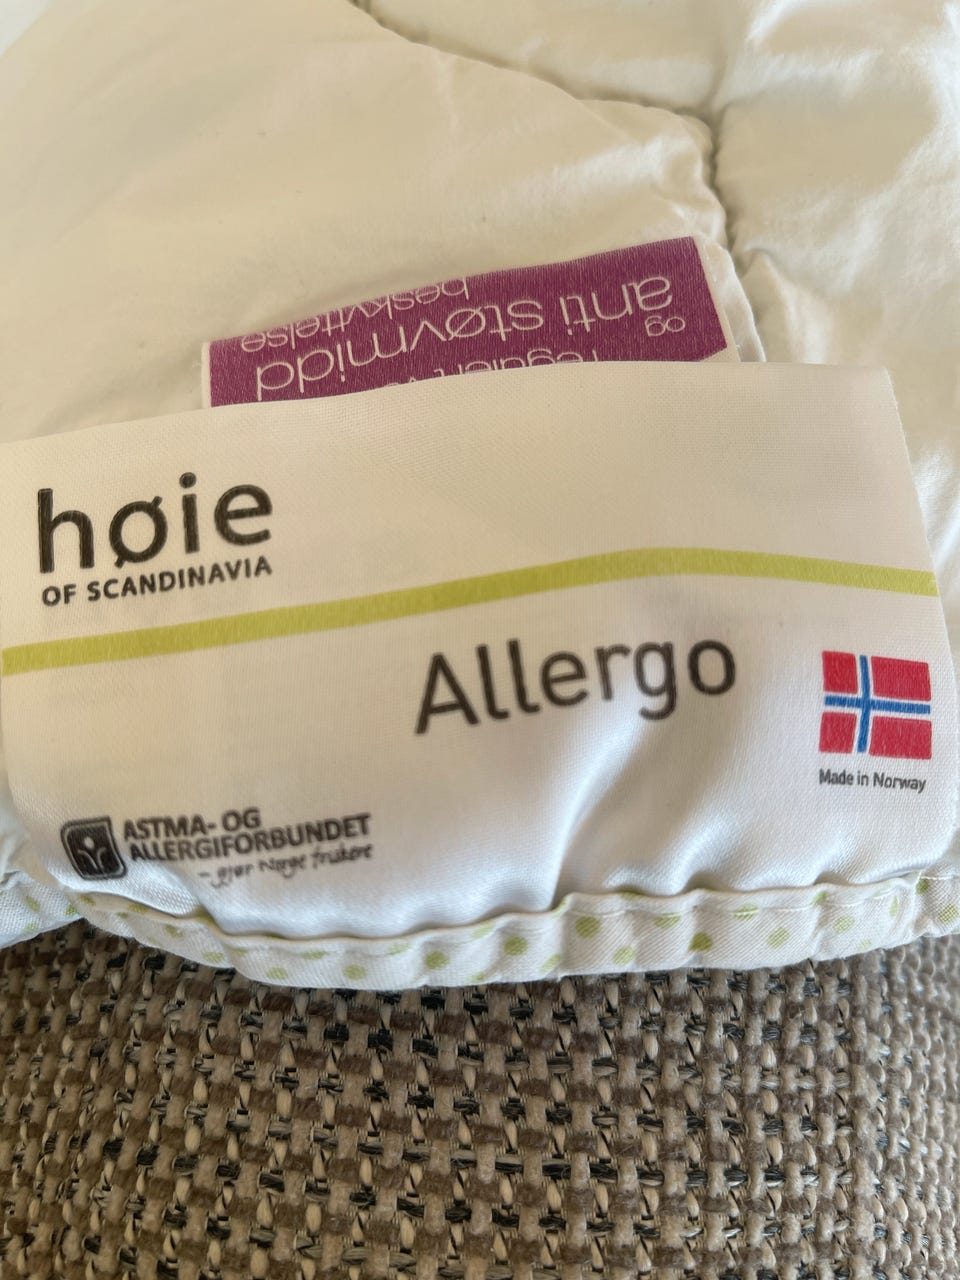 høie
OF SCANDINAVIA
Allergo
Made in Norway
ASTMA- OG
ALLERGIFORBUNDET
- gjør Norge friskere
og
anti støvmidd
beskyttelse